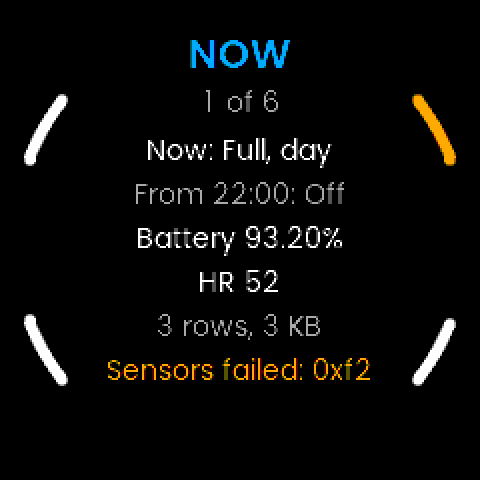 NOW
1 of 6
Now: Full, day
From 22:00: Off
Battery 93.20%
HR 52
3 rows, 3 KB
Sensors failed: 0xf2